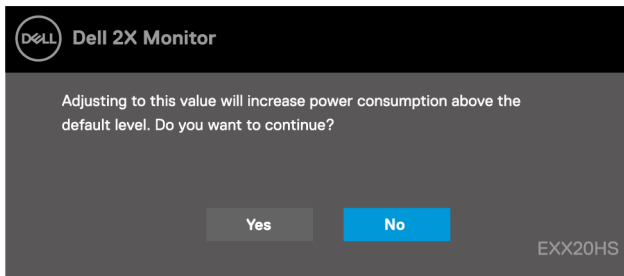 DELL Dell 2X Monitor
Adjusting to this value will increase power consumption above the
default level. Do you want to continue?
Yes No
EXX20HS